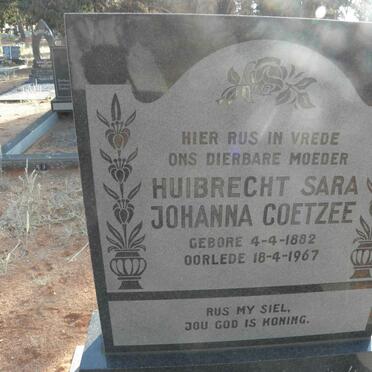 HIER RUS IN VREDE
ONS DIERBARE MOEDER
HUIBRECHT SARA
JOHANNA COETZEE
GEBORE 4-4-1882
OORLEDE 18-4-1967
RUS MY SIEL,
JOU GOD IS KONING.